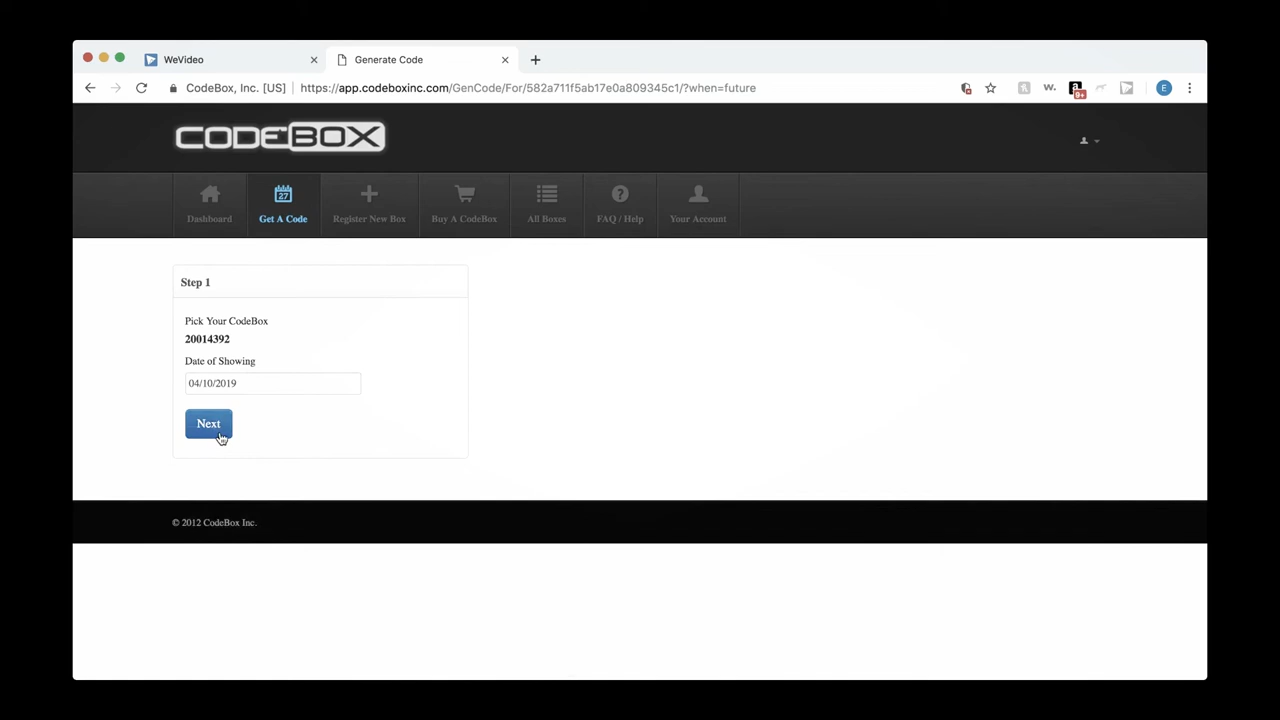 WeVideo
Generate Code
CodeBox, Inc. [US] https://app.codeboxinc.com/GenCode/For/582a711f5ab17e0a809345c1/?when=future
W.
a
9+
E
CODEBOX
27
Dashboard
Get A Code
Register New Box
Buy A CodeBox
All Boxes
FAQ / Help
Your Account
Step 1
Pick Your CodeBox
20014392
Date of Showing
04/10/2019
Next
© 2012 CodeBox Inc.